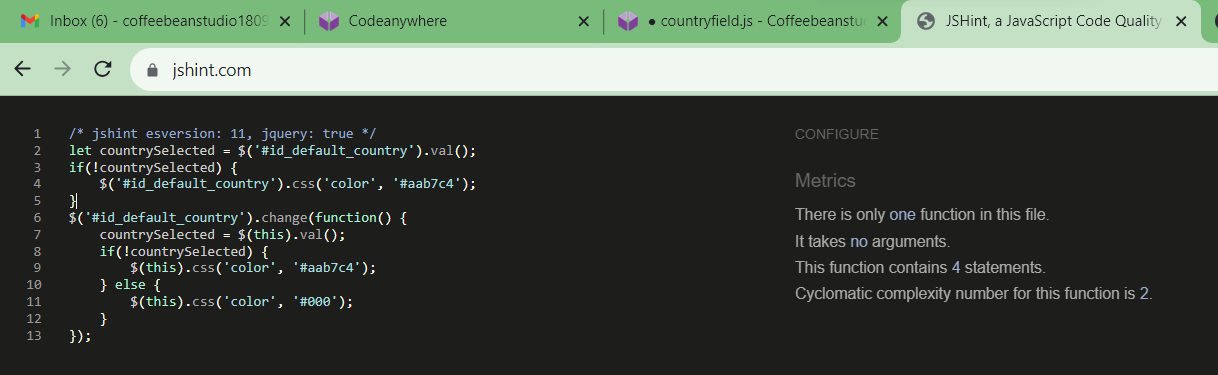 Inbox (6) - coffeebeanstudio1809
Codeanywhere
● countryfield.js - Coffeebeanstu
JSHint, a JavaScript Code Quality
jshint.com
1 /* jshint esversion: 11, jquery: true */
2 let countrySelected = $('#id_default_country').val();
3 if(!countrySelected) {
4     $('#id_default_country').css('color', '#aab7c4');
5 }
6 $('#id_default_country').change(function() {
7     countrySelected = $(this).val();
8     if(!countrySelected) {
9         $(this).css('color', '#aab7c4');
10     } else {
11         $(this).css('color', '#000');
12     }
13 });
CONFIGURE
Metrics
There is only one function in this file.
It takes no arguments.
This function contains 4 statements.
Cyclomatic complexity number for this function is 2.